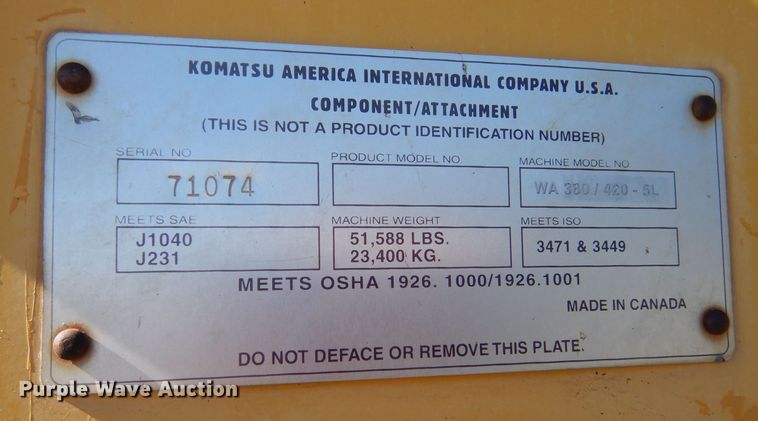 KOMATSU AMERICA INTERNATIONAL COMPANY U.S.A.
COMPONENT/ATTACHMENT
(THIS IS NOT A PRODUCT IDENTIFICATION NUMBER)
SERIAL NO
71074
PRODUCT MODEL NO.
MACHINE MODEL NO
WA 380 / 420 - 5L
MEETS SAE
J1040
J231
MACHINE WEIGHT
51,588 LBS.
23,400 KG.
MEETS ISO
3471 & 3449
MEETS OSHA 1926. 1000/1926.1001
MADE IN CANADA
DO NOT DEFACE OR REMOVE THIS PLATE.
Purple Wave Auction